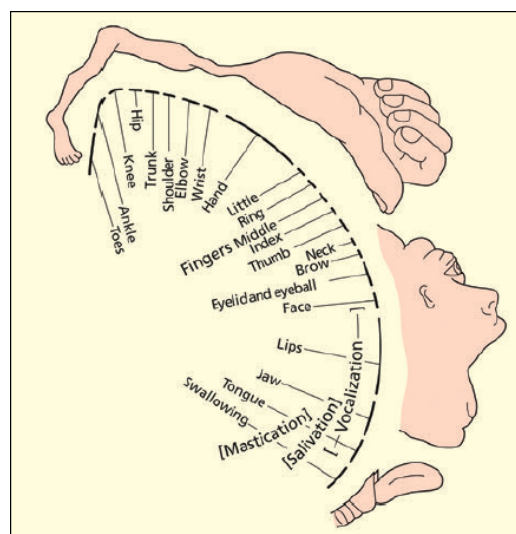 Toes
Ankle
Knee
Hip
Trunk
Shoulder
Elbow
Wrist
Hand
Little
Ring
Fingers Middle
Index
Thumb
Neck
Brow
Eyelid and eyeball
Face
Lips
Jaw
Tongue
Swallowing
[Mastication]
[Salivation]
[— Vocalization —]